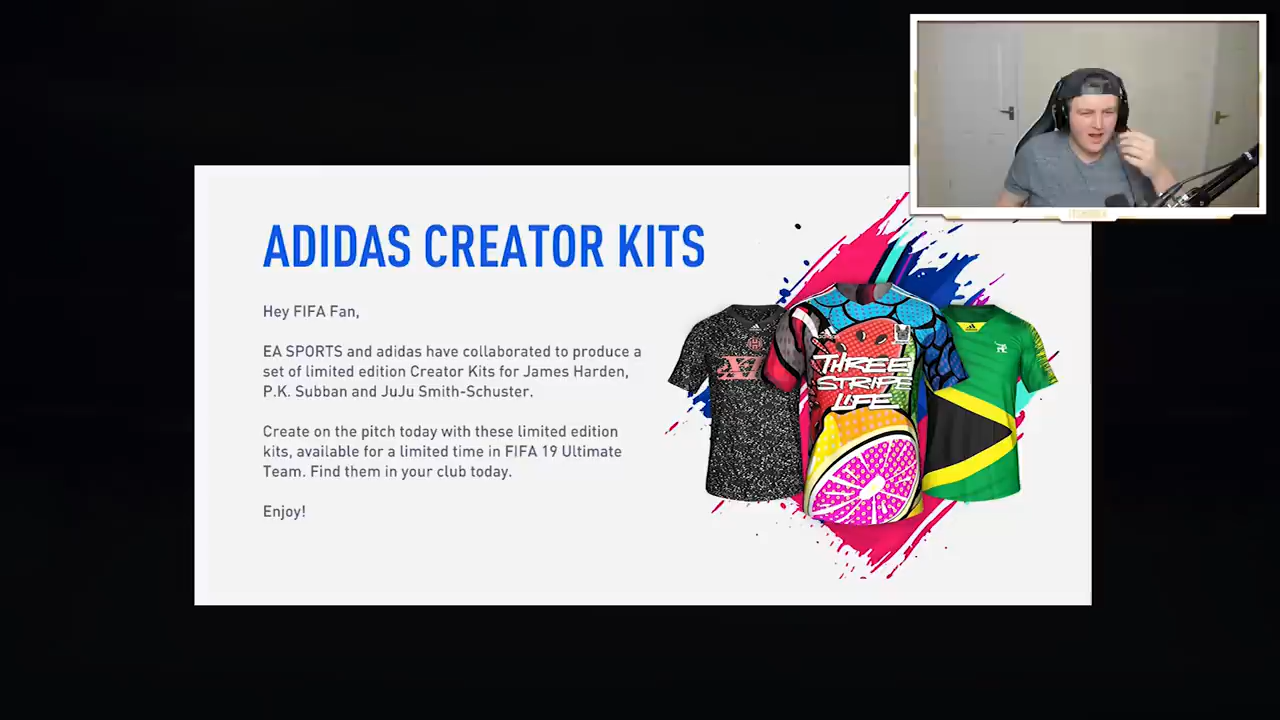 ADIDAS CREATOR KITS
Hey FIFA Fan,
EA SPORTS and adidas have collaborated to produce a
set of limited edition Creator Kits for James Harden,
P.K. Subban and JuJu Smith-Schuster.
Create on the pitch today with these limited edition
kits, available for a limited time in FIFA 19 Ultimate
Team. Find them in your club today.
Enjoy!
THREE
STRIPE
LIFE